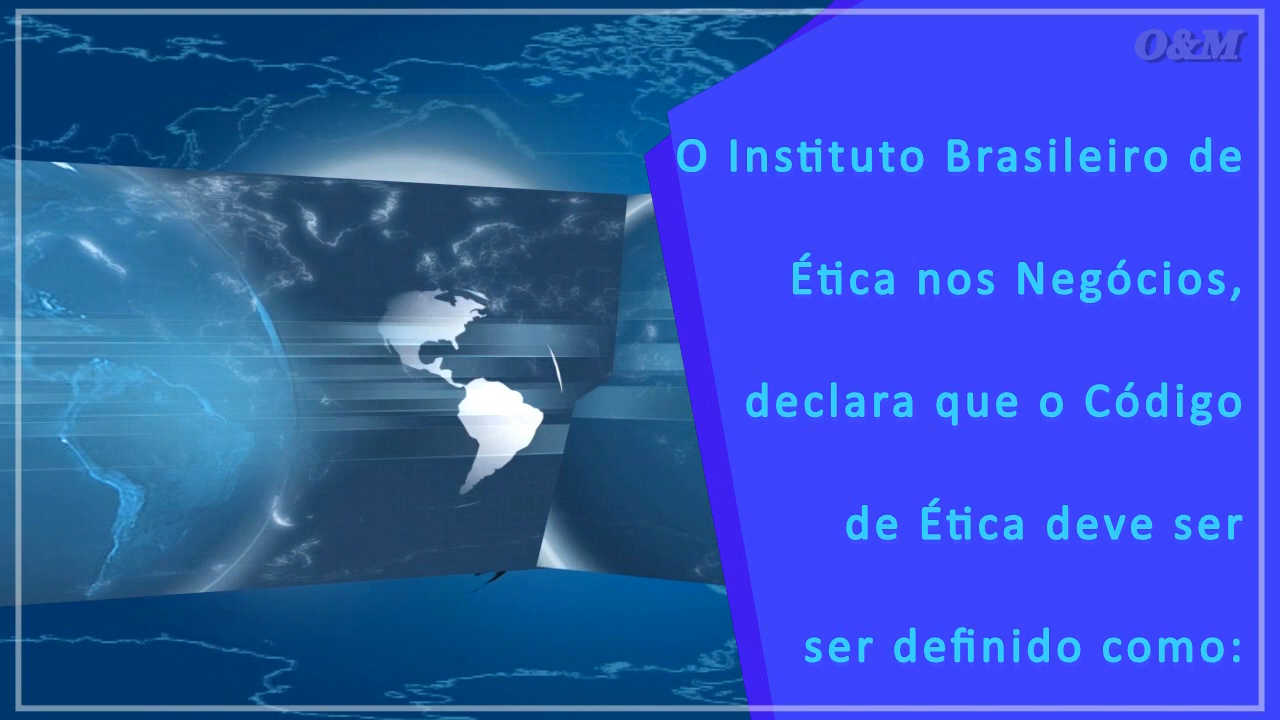 O&M
O Instituto Brasileiro de
Ética nos Negócios,
declara que o Código
de Ética deve ser
ser definido como: